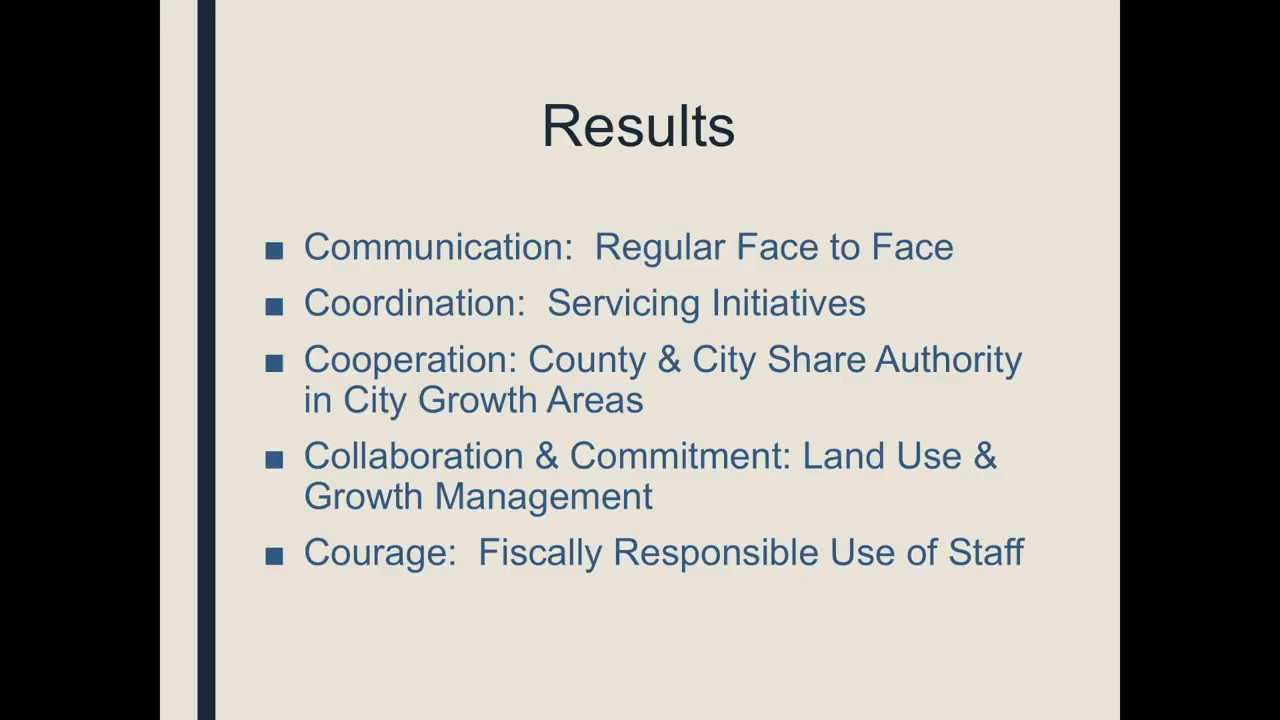 Results
■ Communication:  Regular Face to Face
■ Coordination:  Servicing Initiatives
■ Cooperation: County & City Share Authority
in City Growth Areas
■ Collaboration & Commitment: Land Use &
Growth Management
■ Courage:  Fiscally Responsible Use of Staff